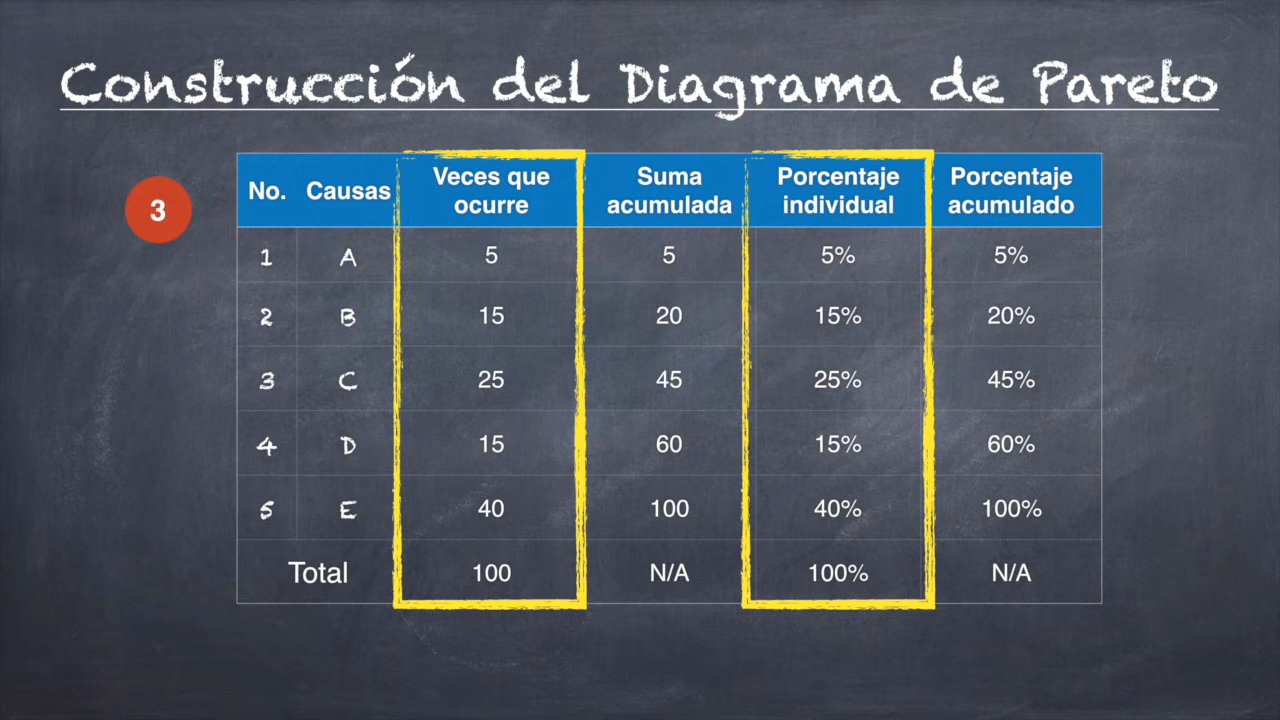 Construcción del Diagrama de Pareto
3
No. Causas Veces que ocurre Suma acumulada Porcentaje individual Porcentaje acumulado
1 A 5 5 5% 5%
2 B 15 20 15% 20%
3 C 25 45 25% 45%
4 D 15 60 15% 60%
5 E 40 100 40% 100%
Total 100 N/A 100% N/A